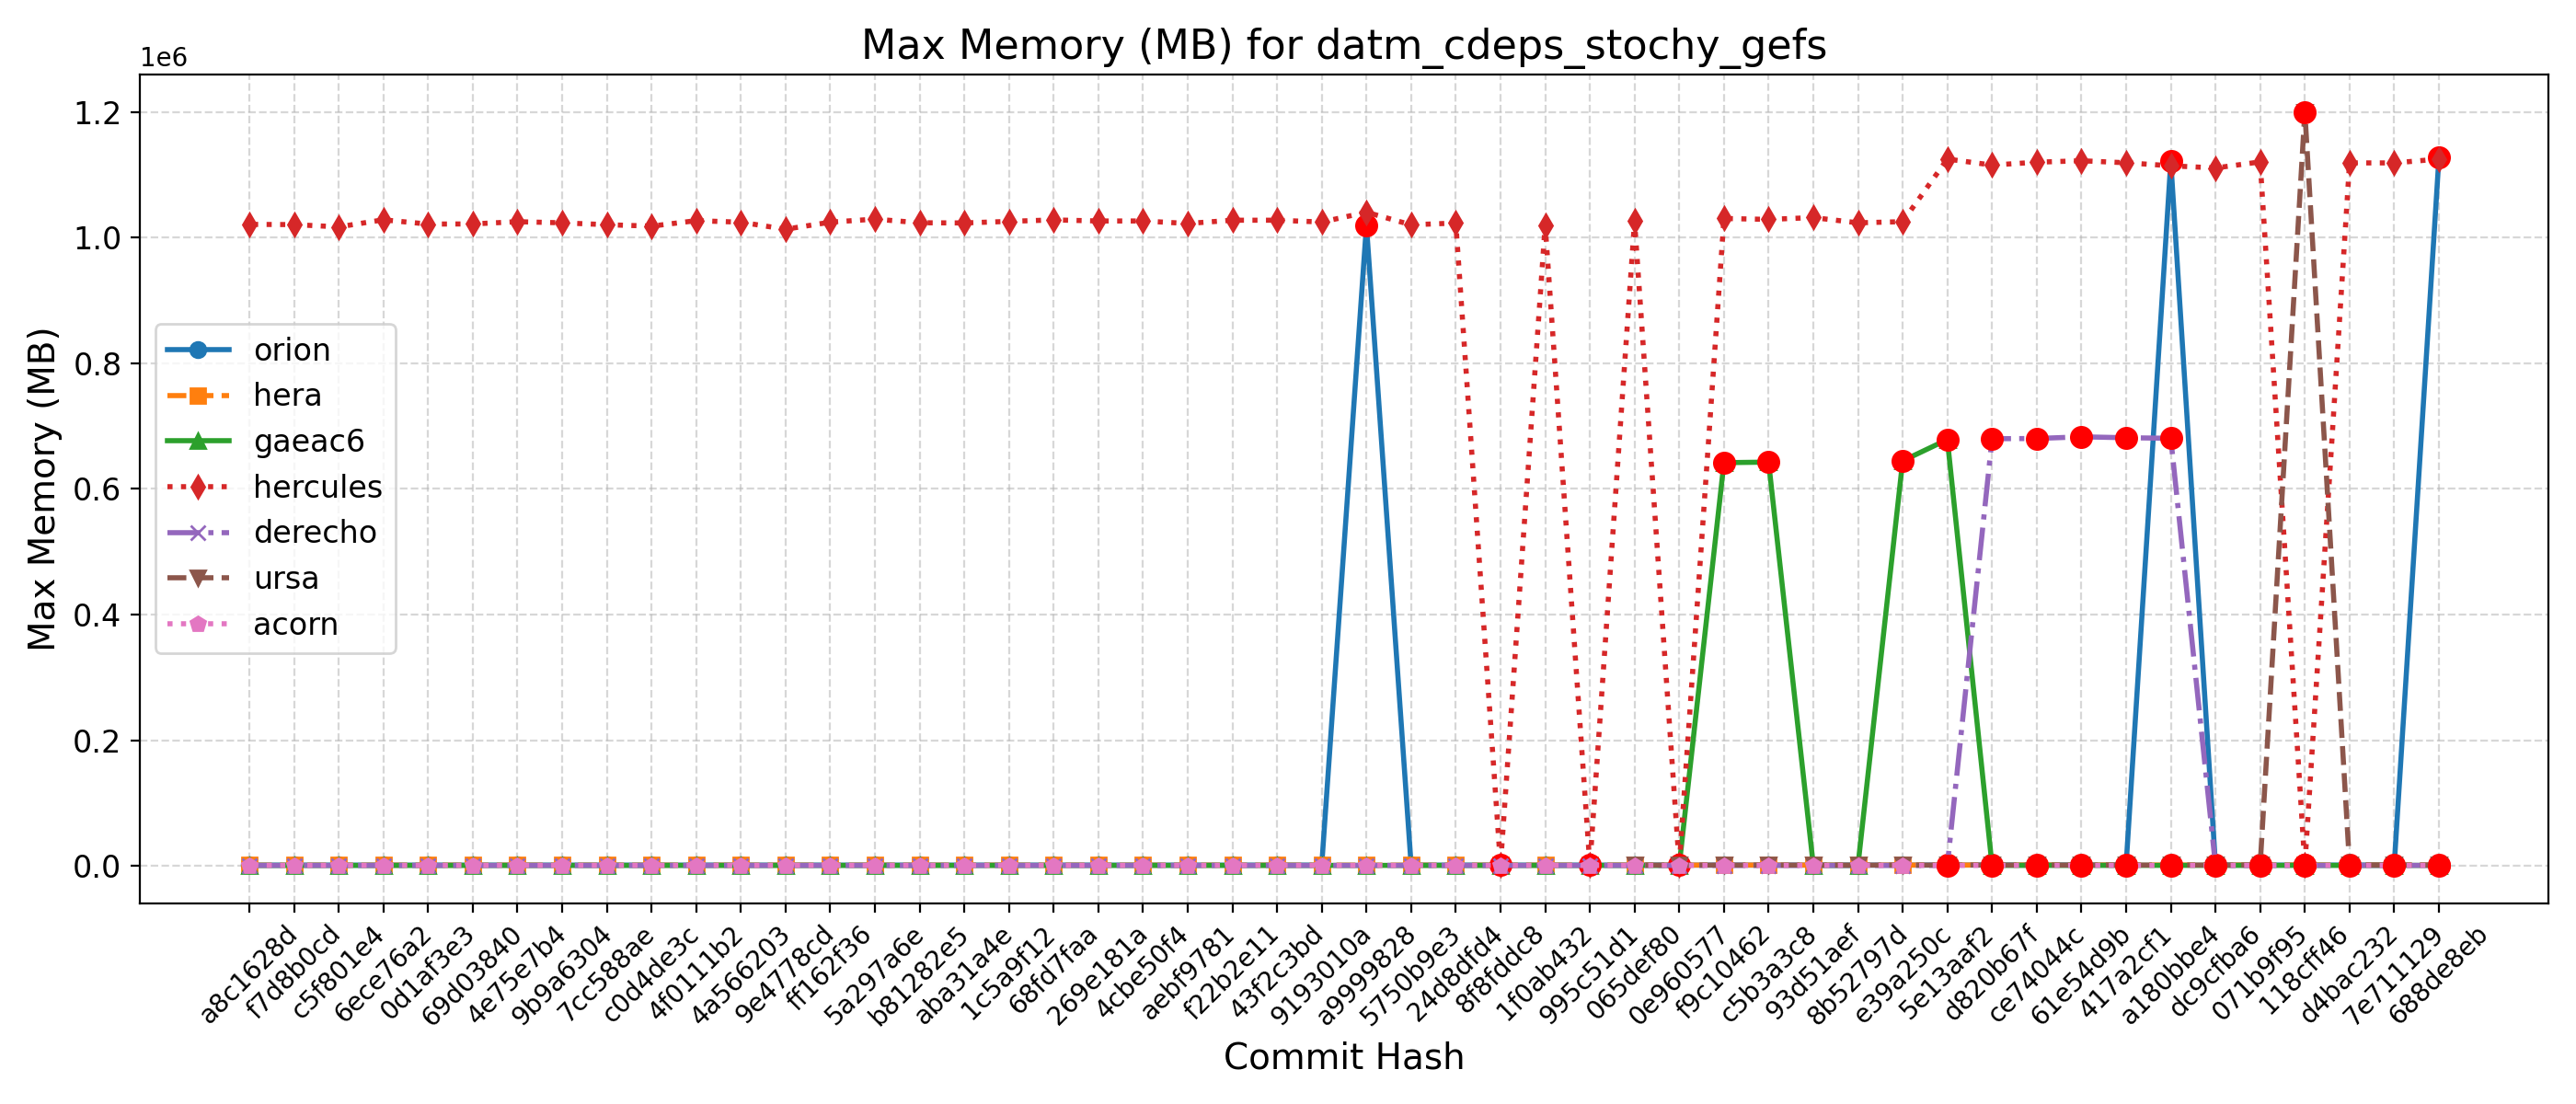 Max Memory (MB) for datm_cdeps_stochy_gefs
1e6
1.2
1.0
0.8
0.6
0.4
0.2
0.0
Max Memory (MB)
orion
hera
gaeac6
hercules
derecho
ursa
acorn
a8c1628d
f7d8b0cd
c5f801e4
6ece76a2
0d1af3e3
69d03840
4e75e7b4
9b9a6304
7cc588ae
c0d4de3c
4f0111b2
4a566203
9e4778cd
ff162f36
5a297a6e
b81282e5
aba31a4e
1c5a9f12
68fd7faa
269e181a
4cbe50f4
aebf9781
f22b2e11
43f2c3bd
9193010a
a9999828
5750b9e3
24d8dfd4
8f8fddc8
1f0ab432
995c51d1
065def80
0e960577
f9c10462
c5b3a3c8
93d51aef
8b52797d
e39a250c
5e13aaf2
d820b67f
ce74044c
61e54d9b
417a2cf1
a180bbe4
dc9cfba6
071b9f95
118cff46
d4bac232
7e711129
688de8eb
Commit Hash